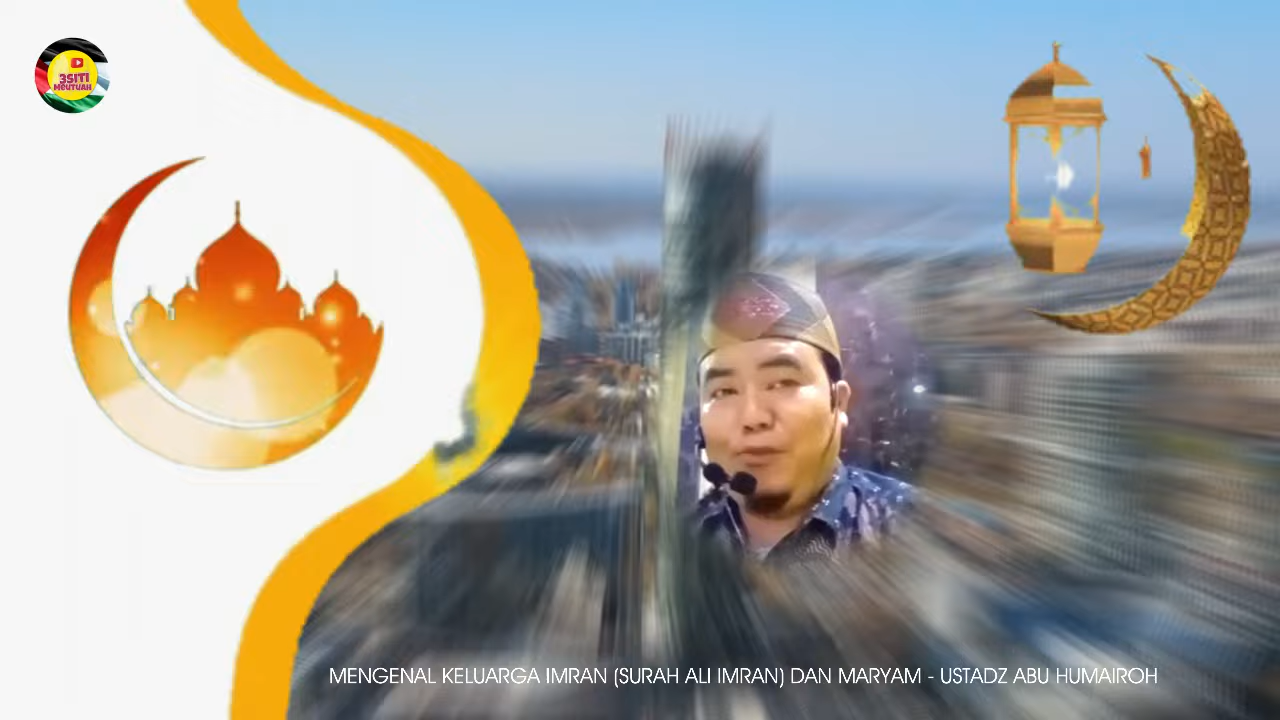 3SITI
MEUTUAH
MENGENAL KELUARGA IMRAN (SURAH ALI IMRAN) DAN MARYAM - USTADZ ABU HUMAIROH